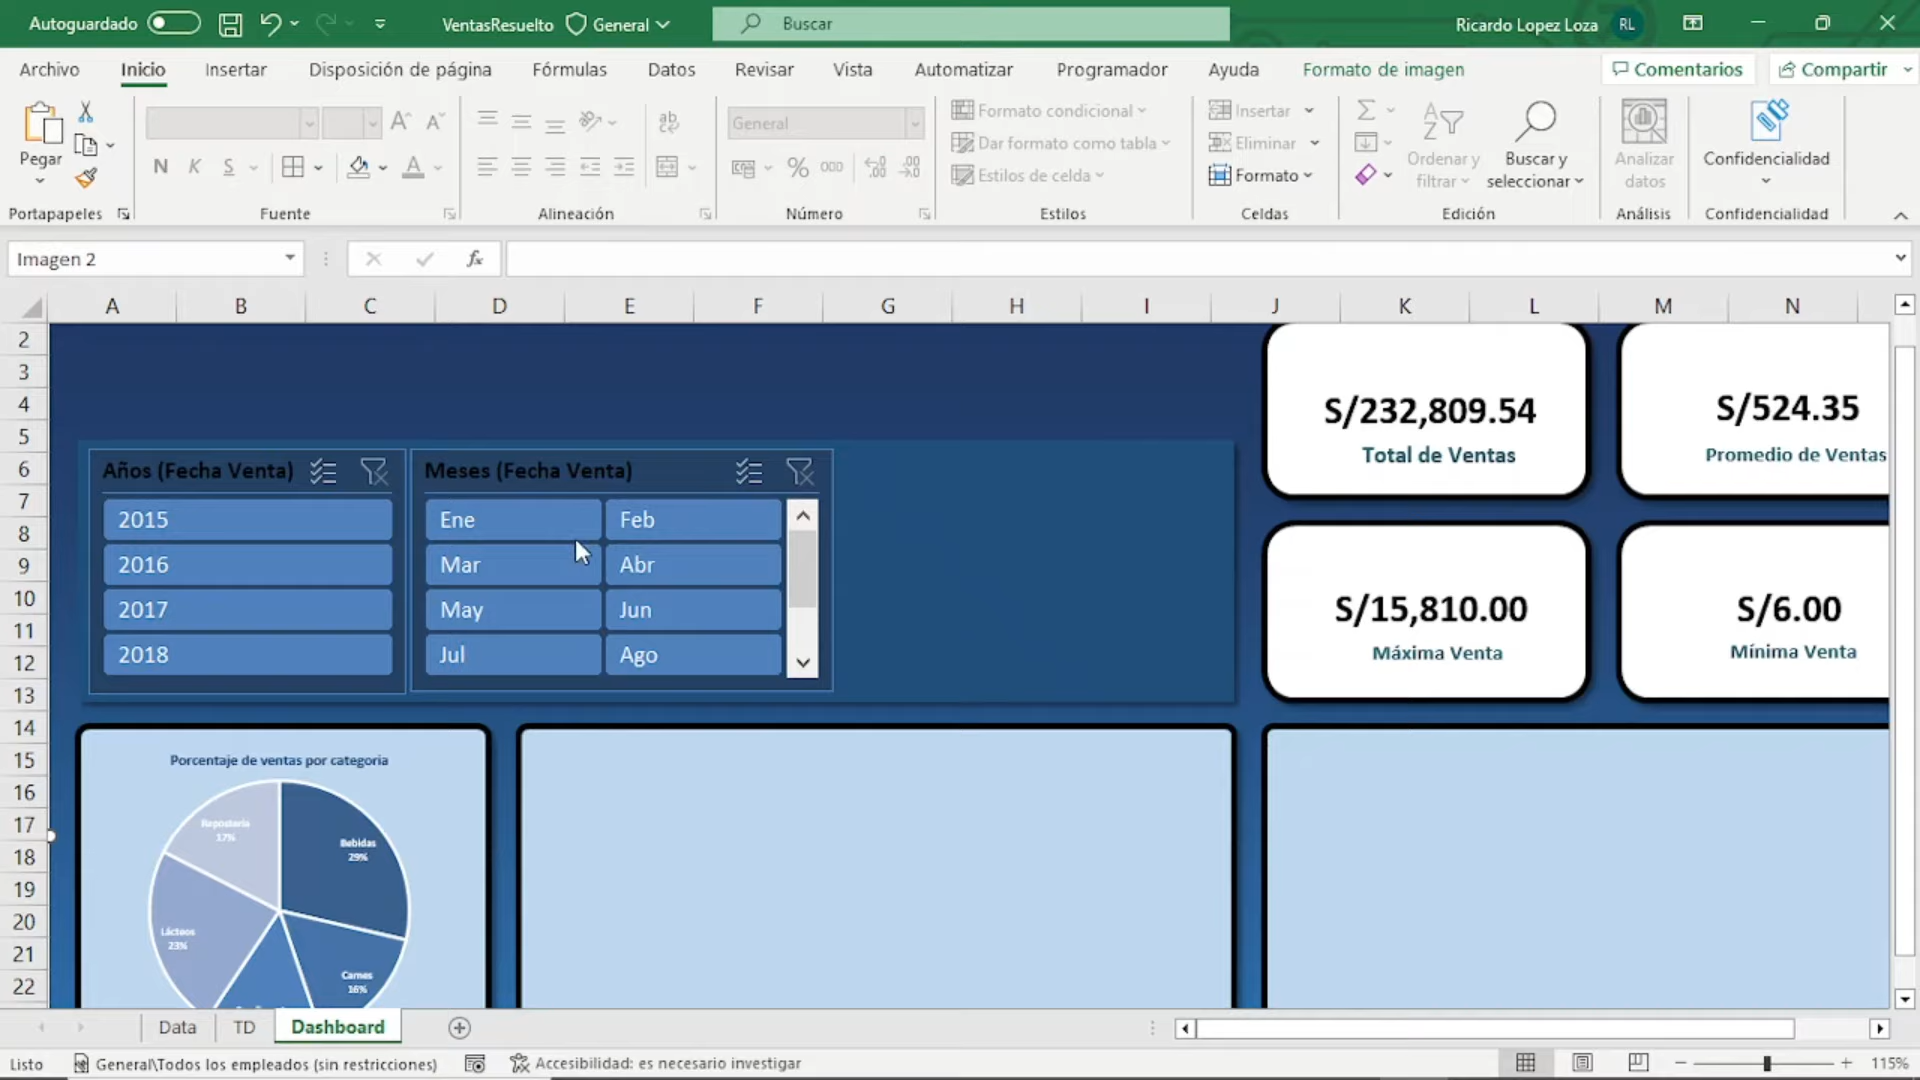 Autoguardado
VentasResuelto
General
Buscar
Ricardo Lopez Loza
RL
Archivo
Inicio
Insertar
Disposición de página
Fórmulas
Datos
Revisar
Vista
Automatizar
Programador
Ayuda
Formato de imagen
Comentarios
Compartir
Pegar
Portapapeles
N K S
Fuente
ab
Alineación
General
% 000
Número
Formato condicional
Dar formato como tabla
Estilos de celda
Estilos
Insertar
Eliminar
Formato
Celdas
Ordenar y
filtrar
Buscar y
seleccionar
Edición
Analizar
datos
Análisis
Confidencialidad
Confidencialidad
Imagen 2
fx
A B C D E F G H I J K L M N
2
3
4
5
6
7
8
9
10
11
12
13
14
15
16
17
18
19
20
21
22
Años (Fecha Venta)
2015
2016
2017
2018
Meses (Fecha Venta)
Ene Feb
Mar Abr
May Jun
Jul Ago
S/232,809.54
Total de Ventas
S/524.35
Promedio de Ventas
S/15,810.00
Máxima Venta
S/6.00
Mínima Venta
Porcentaje de ventas por categoria
Repostería
17%
Bebidas
29%
Lácteos
23%
Carnes
16%
Data
TD
Dashboard
Listo
General\Todos los empleados (sin restricciones)
Accesibilidad: es necesario investigar
115%